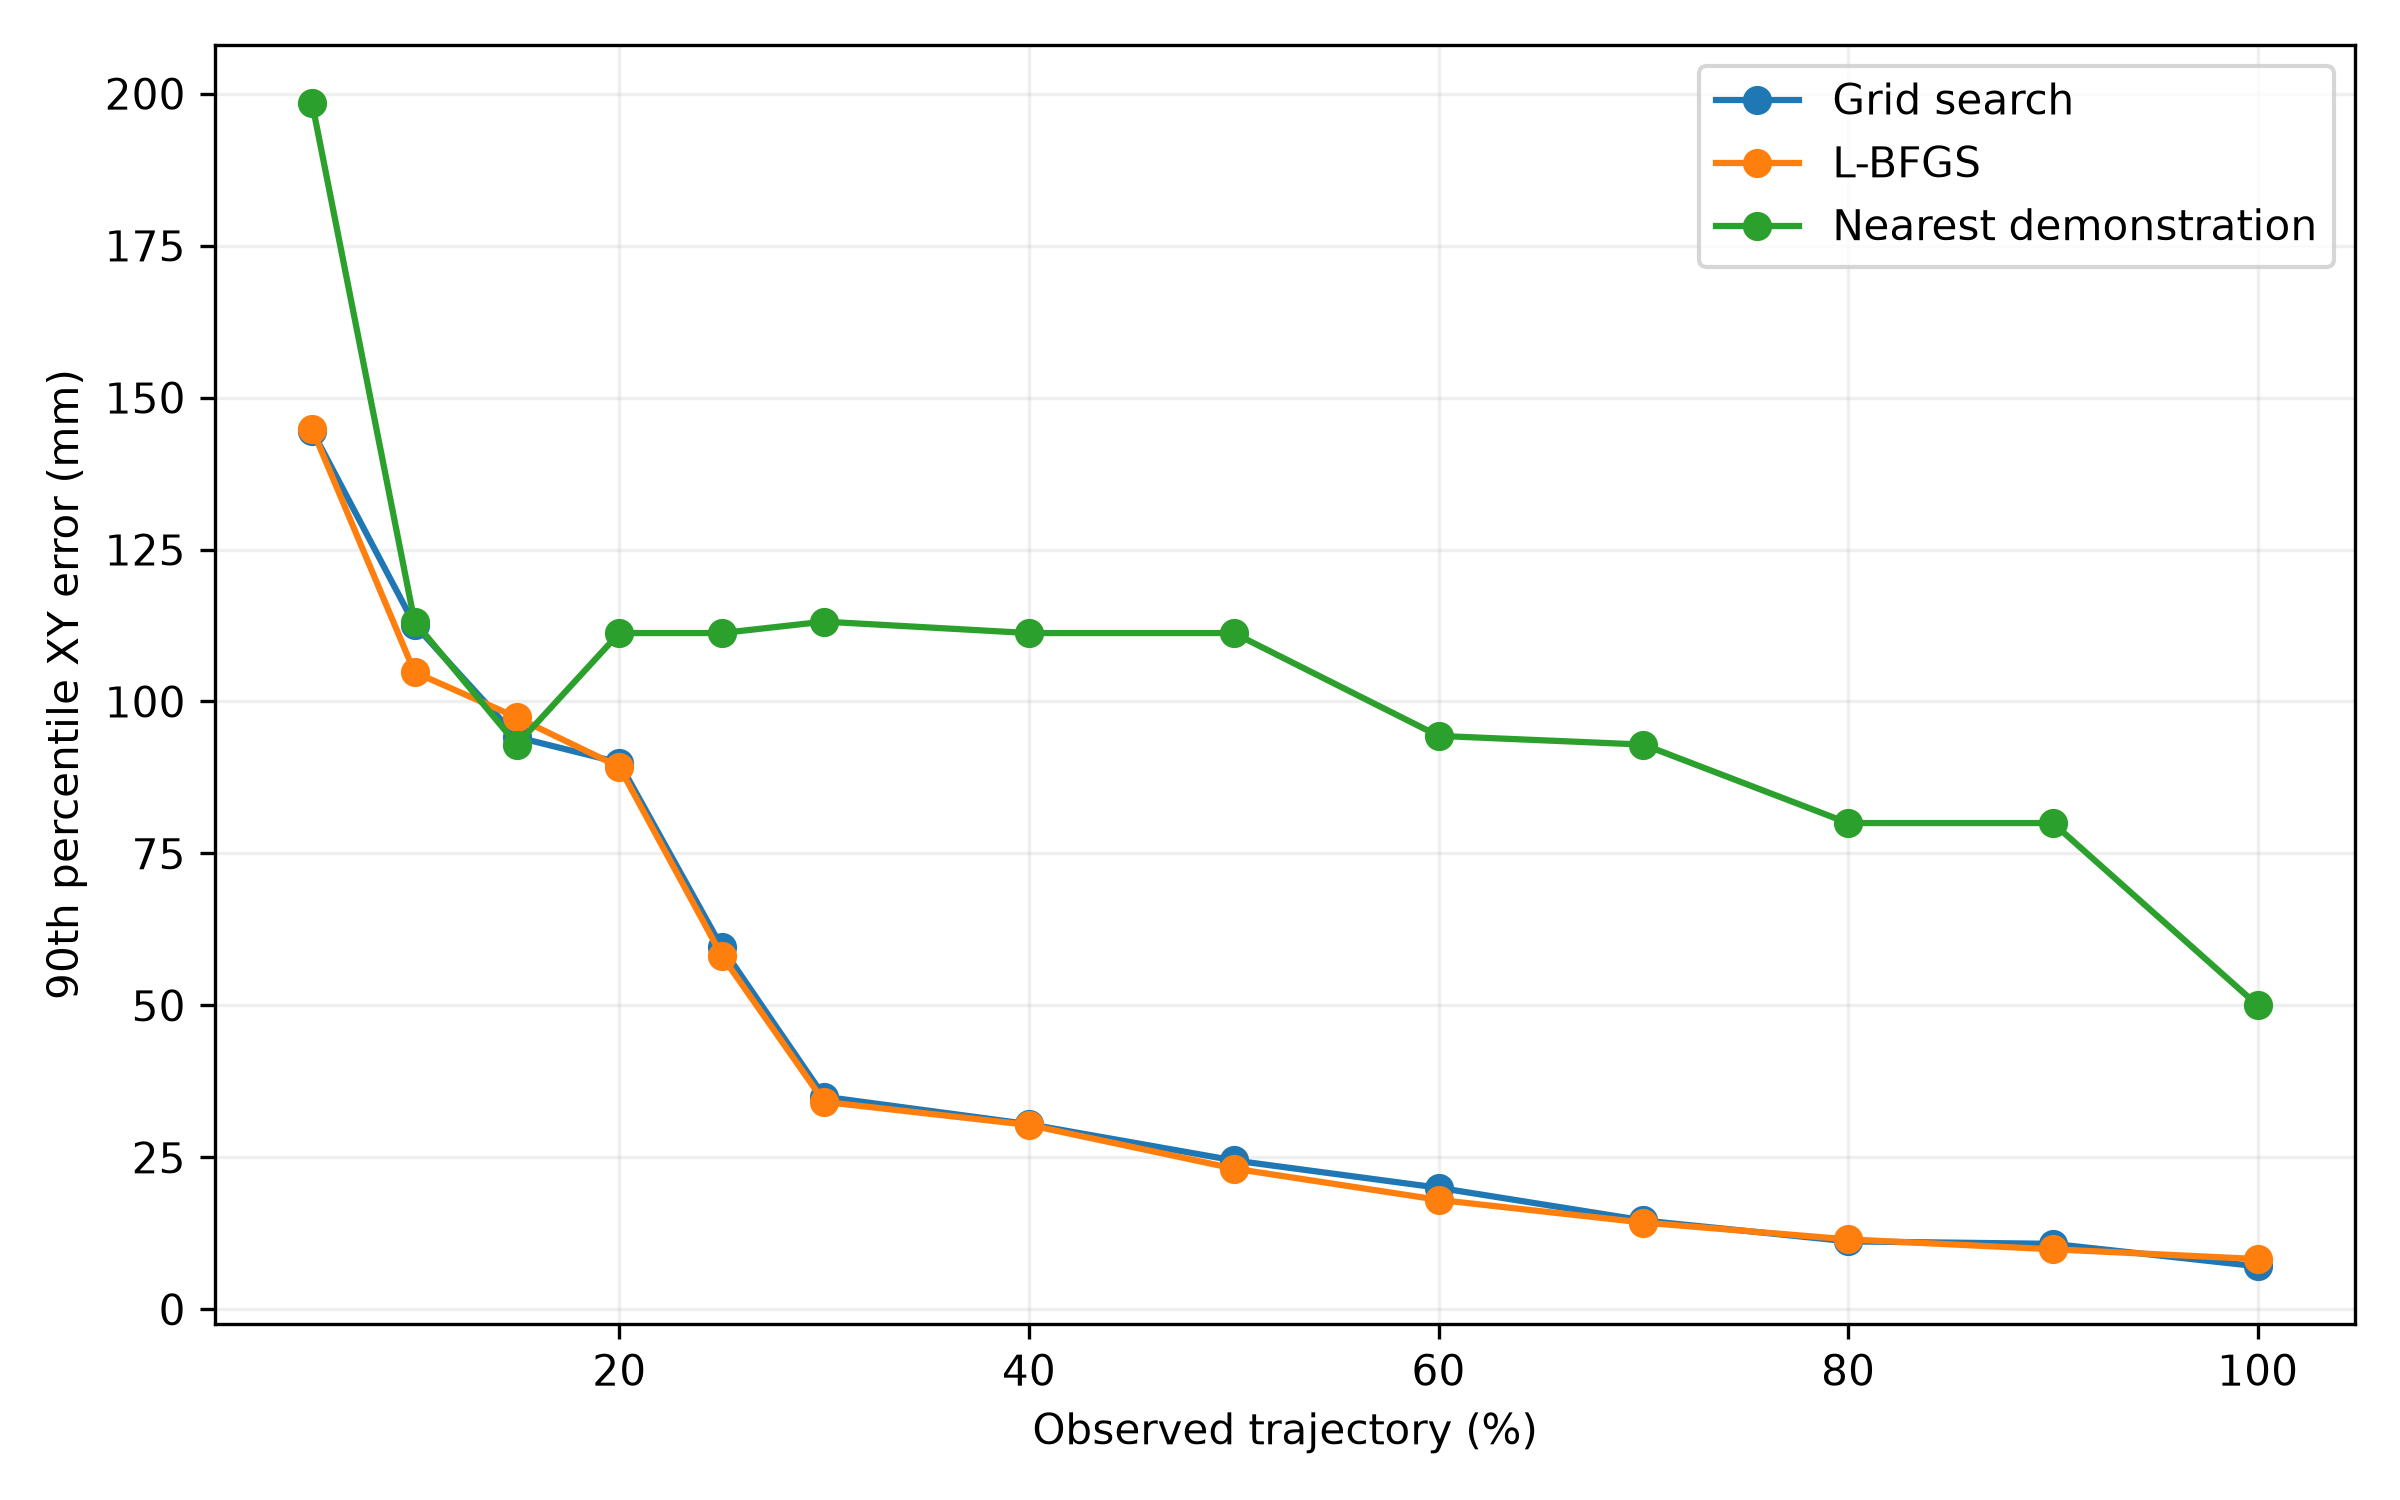 200
175
150
125
100
75
50
25
0
90th percentile XY error (mm)
Grid search
L-BFGS
Nearest demonstration
20 40 60 80 100
Observed trajectory (%)